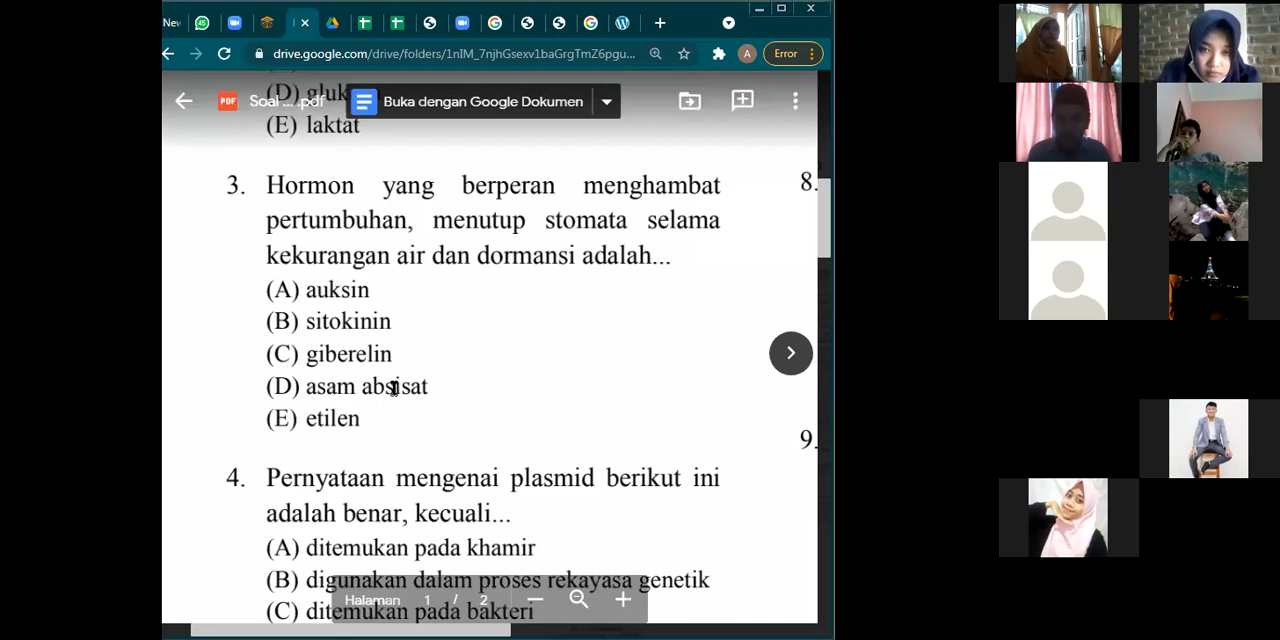 New
drive.google.com/drive/folders/1nIM_7njhGsexv1baGrgTmZ6pgu...
A
Error
(D) gluk
PDF
Soal ... .pdf
Buka dengan Google Dokumen
(E) laktat
3. Hormon yang berperan menghambat
pertumbuhan, menutup stomata selama
kekurangan air dan dormansi adalah...
(A) auksin
(B) sitokinin
(C) giberelin
(D) asam absisat
(E) etilen
4. Pernyataan mengenai plasmid berikut ini
adalah benar, kecuali...
(A) ditemukan pada khamir
(B) digunakan dalam proses rekayasa genetik
(C) ditemukan pada bakteri
Halaman 1 / 2
8.
9.